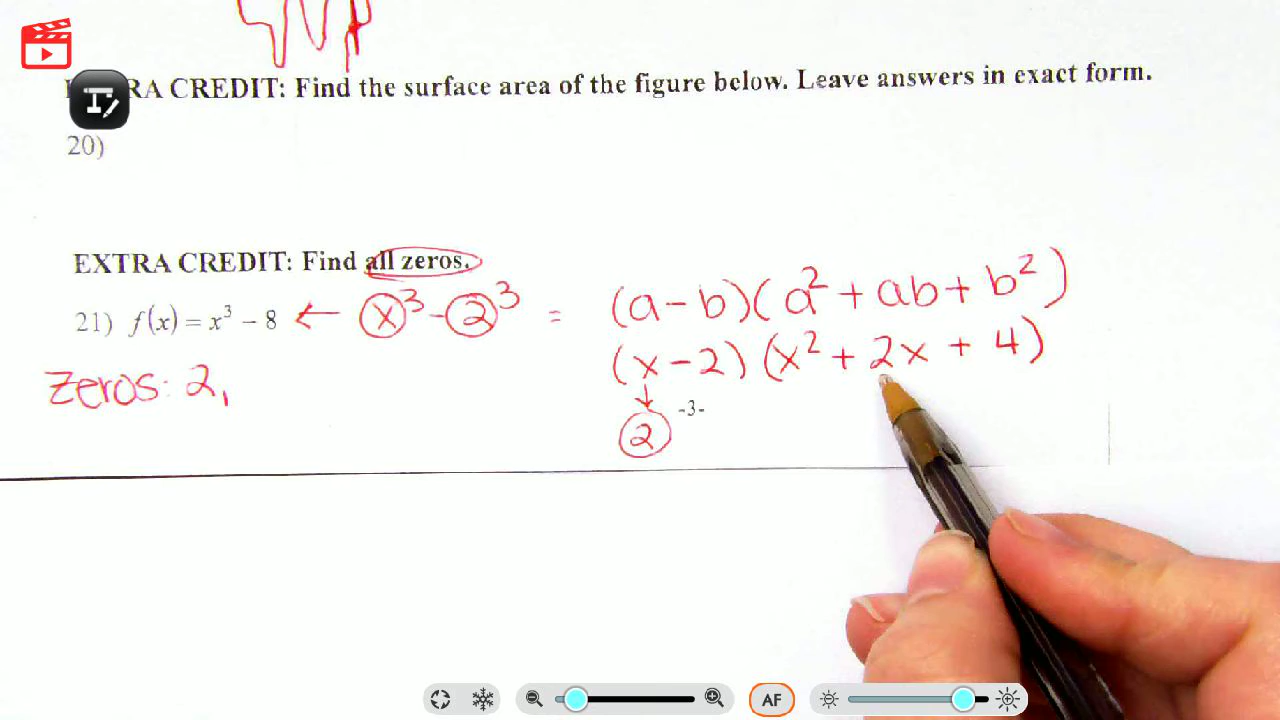 RA CREDIT: Find the surface area of the figure below. Leave answers in exact form.
20)
EXTRA CREDIT: Find all zeros.
21) f(x) = x³ − 8 ← x³ − 2³ = (a − b)(a² + ab + b²)
(x − 2)(x² + 2x + 4)
zeros: 2,
↓
2
-3-
AF